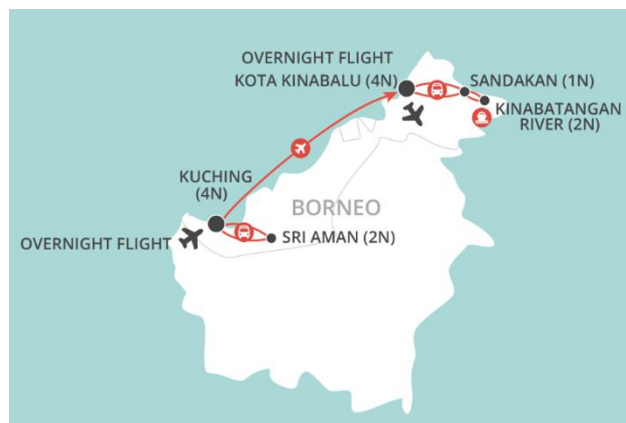 OVERNIGHT FLIGHT
KOTA KINABALU (4N)
SANDAKAN (1N)
KINABATANGAN
RIVER (2N)
KUCHING
(4N)
BORNEO
SRI AMAN (2N)
OVERNIGHT FLIGHT